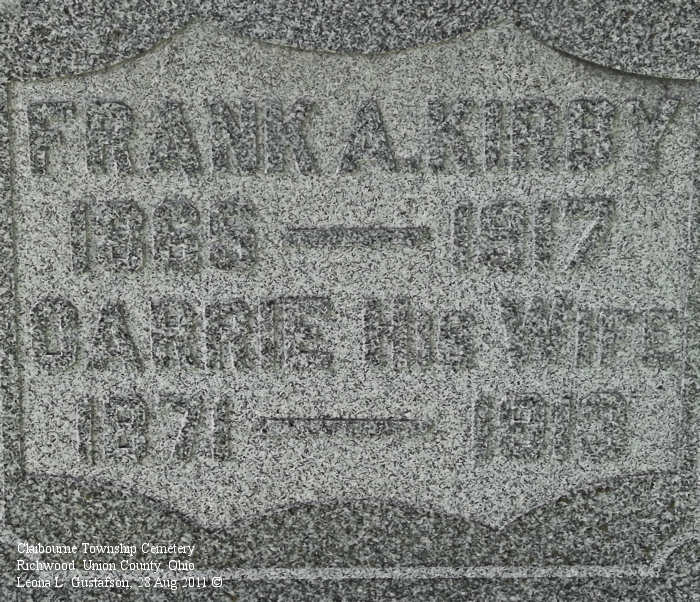 FRANK A. KIRBY
1865 — 1917
CARRIE HIS WIFE
1871 — 1913
Claibourne Township Cemetery
Richwood, Union County, Ohio
Leona L. Gustafson, 28 Aug 2011 ©